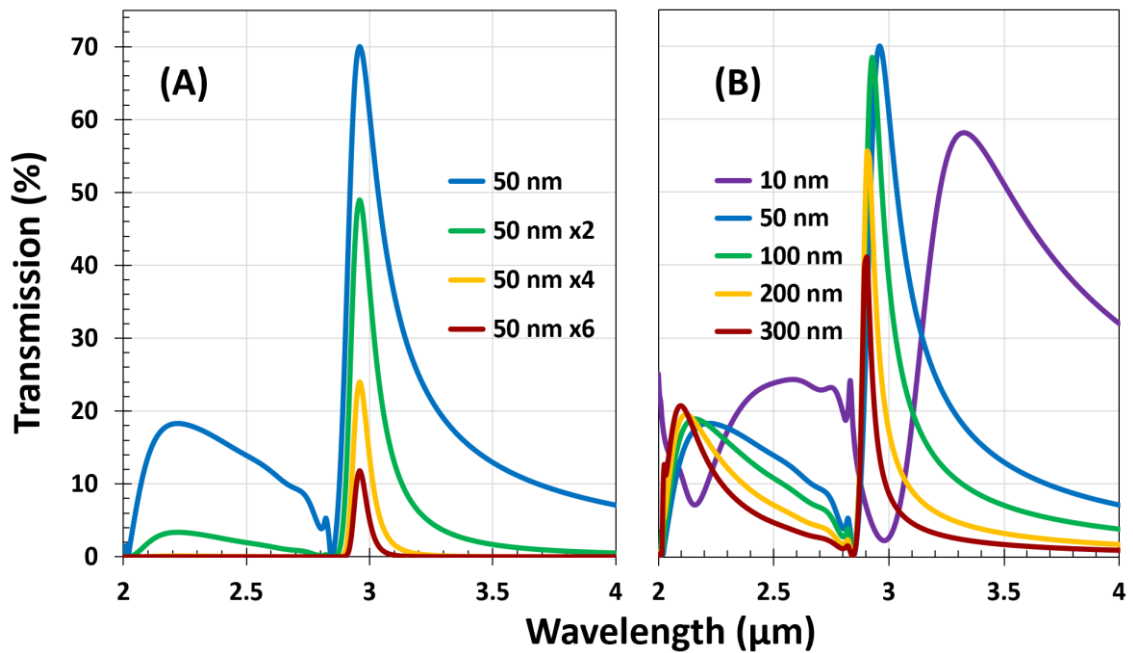 (A)
(B)
Transmission (%)
70
60
50
40
30
20
10
0
50 nm
50 nm x2
50 nm x4
50 nm x6
10 nm
50 nm
100 nm
200 nm
300 nm
2 2.5 3 3.5 4
2 2.5 3 3.5 4
Wavelength (μm)